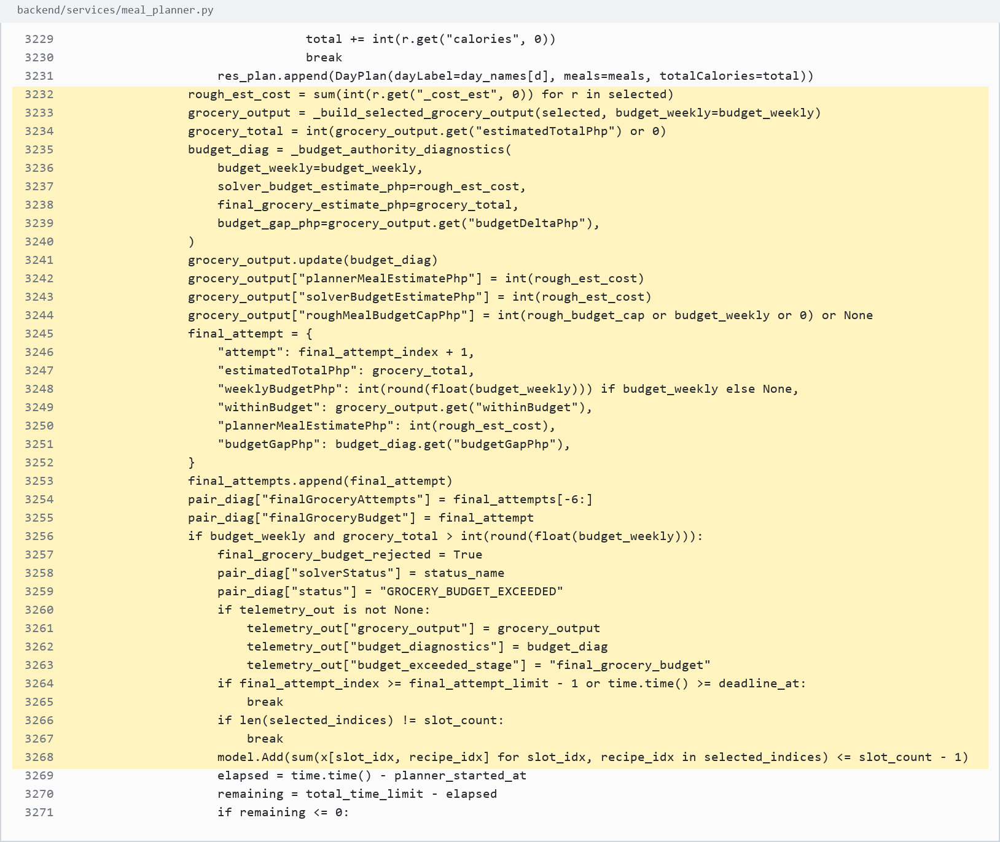 backend/services/meal_planner.py
3229                                  total += int(r.get("calories", 0))
3230                                  break
3231                      res_plan.append(DayPlan(dayLabel=day_names[d], meals=meals, totalCalories=total))
3232                  rough_est_cost = sum(int(r.get("_cost_est", 0)) for r in selected)
3233                  grocery_output = _build_selected_grocery_output(selected, budget_weekly=budget_weekly)
3234                  grocery_total = int(grocery_output.get("estimatedTotalPhp") or 0)
3235                  budget_diag = _budget_authority_diagnostics(
3236                      budget_weekly=budget_weekly,
3237                      solver_budget_estimate_php=rough_est_cost,
3238                      final_grocery_estimate_php=grocery_total,
3239                      budget_gap_php=grocery_output.get("budgetDeltaPhp"),
3240                  )
3241                  grocery_output.update(budget_diag)
3242                  grocery_output["plannerMealEstimatePhp"] = int(rough_est_cost)
3243                  grocery_output["solverBudgetEstimatePhp"] = int(rough_est_cost)
3244                  grocery_output["roughMealBudgetCapPhp"] = int(rough_budget_cap or budget_weekly or 0) or None
3245                  final_attempt = {
3246                      "attempt": final_attempt_index + 1,
3247                      "estimatedTotalPhp": grocery_total,
3248                      "weeklyBudgetPhp": int(round(float(budget_weekly))) if budget_weekly else None,
3249                      "withinBudget": grocery_output.get("withinBudget"),
3250                      "plannerMealEstimatePhp": int(rough_est_cost),
3251                      "budgetGapPhp": budget_diag.get("budgetGapPhp"),
3252                  }
3253                  final_attempts.append(final_attempt)
3254                  pair_diag["finalGroceryAttempts"] = final_attempts[-6:]
3255                  pair_diag["finalGroceryBudget"] = final_attempt
3256                  if budget_weekly and grocery_total > int(round(float(budget_weekly))):
3257                      final_grocery_budget_rejected = True
3258                      pair_diag["solverStatus"] = status_name
3259                      pair_diag["status"] = "GROCERY_BUDGET_EXCEEDED"
3260                      if telemetry_out is not None:
3261                          telemetry_out["grocery_output"] = grocery_output
3262                          telemetry_out["budget_diagnostics"] = budget_diag
3263                          telemetry_out["budget_exceeded_stage"] = "final_grocery_budget"
3264                      if final_attempt_index >= final_attempt_limit - 1 or time.time() >= deadline_at:
3265                          break
3266                      if len(selected_indices) != slot_count:
3267                          break
3268                      model.Add(sum(x[slot_idx, recipe_idx] for slot_idx, recipe_idx in selected_indices) <= slot_count - 1)
3269                      elapsed = time.time() - planner_started_at
3270                      remaining = total_time_limit - elapsed
3271                      if remaining <= 0: